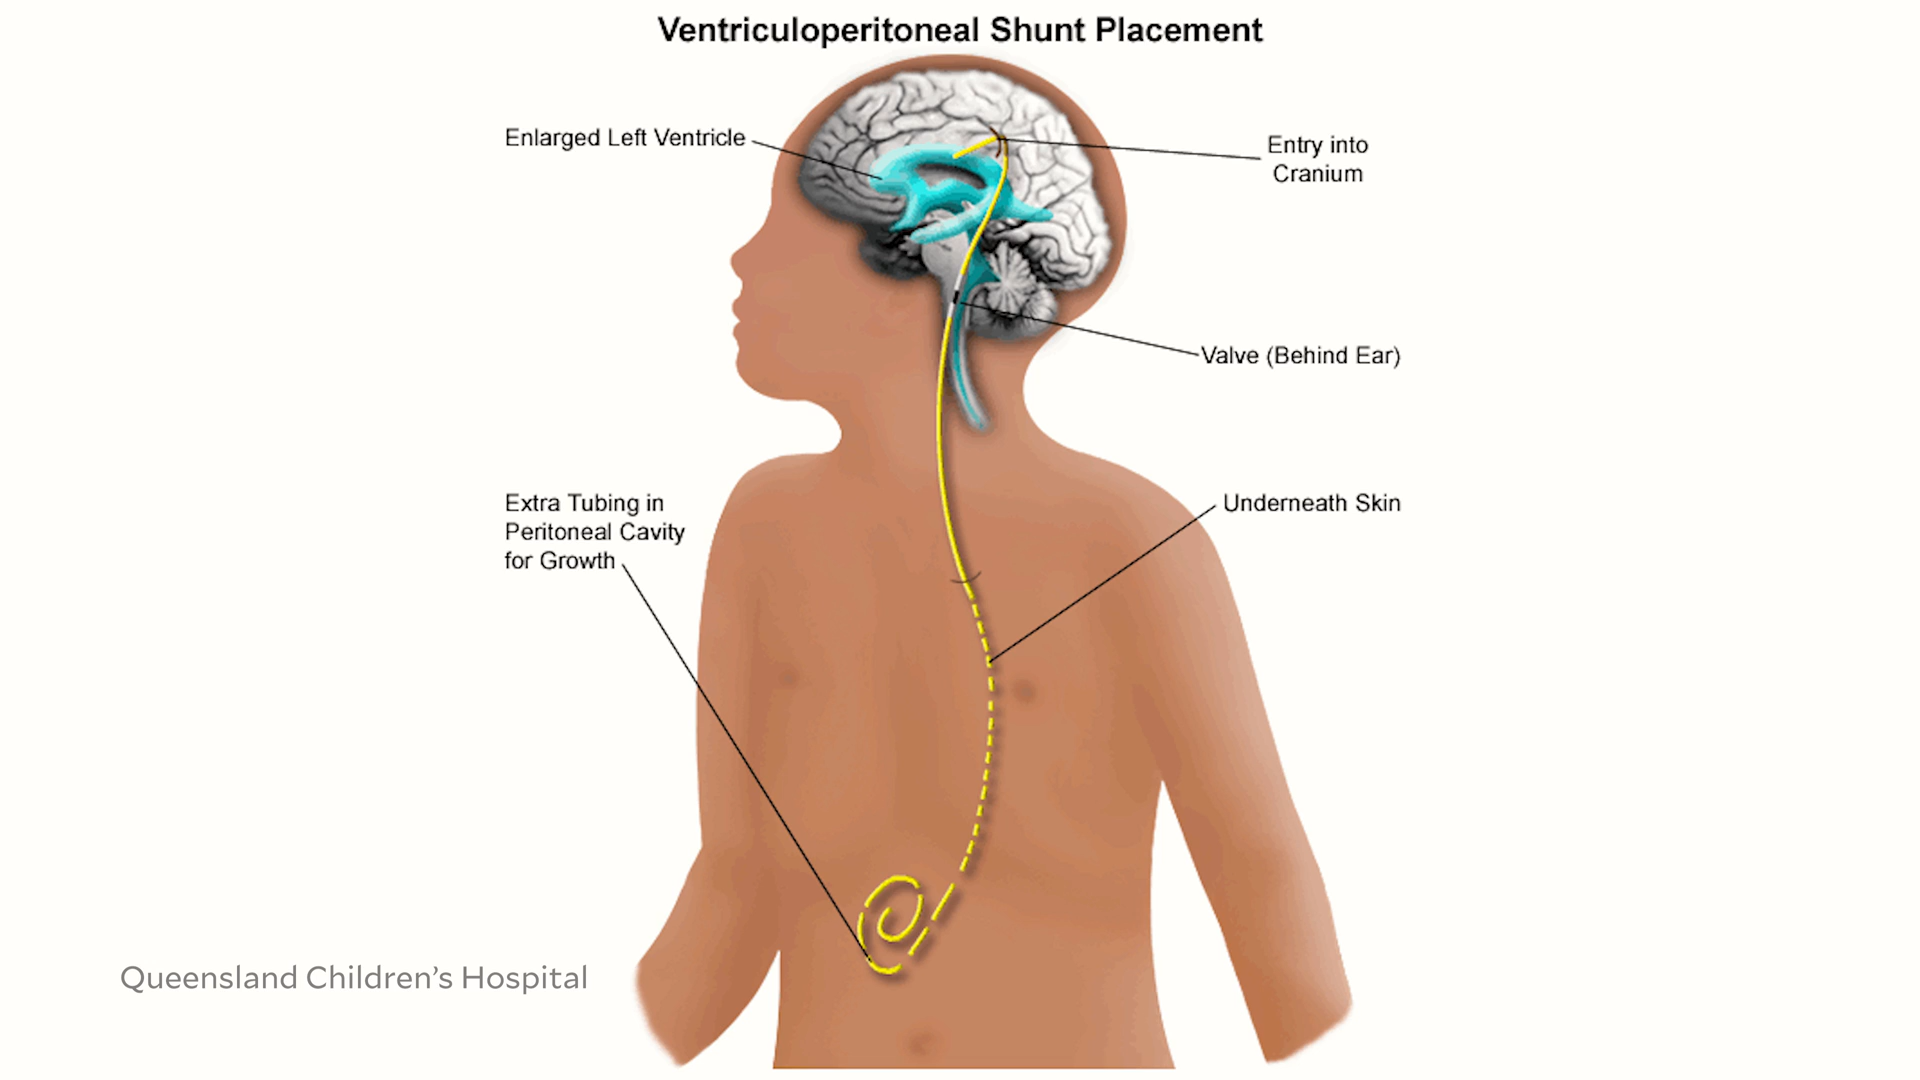 Ventriculoperitoneal Shunt Placement
Enlarged Left Ventricle
Entry into
Cranium
Valve (Behind Ear)
Extra Tubing in
Peritoneal Cavity
for Growth
Underneath Skin
Queensland Children’s Hospital